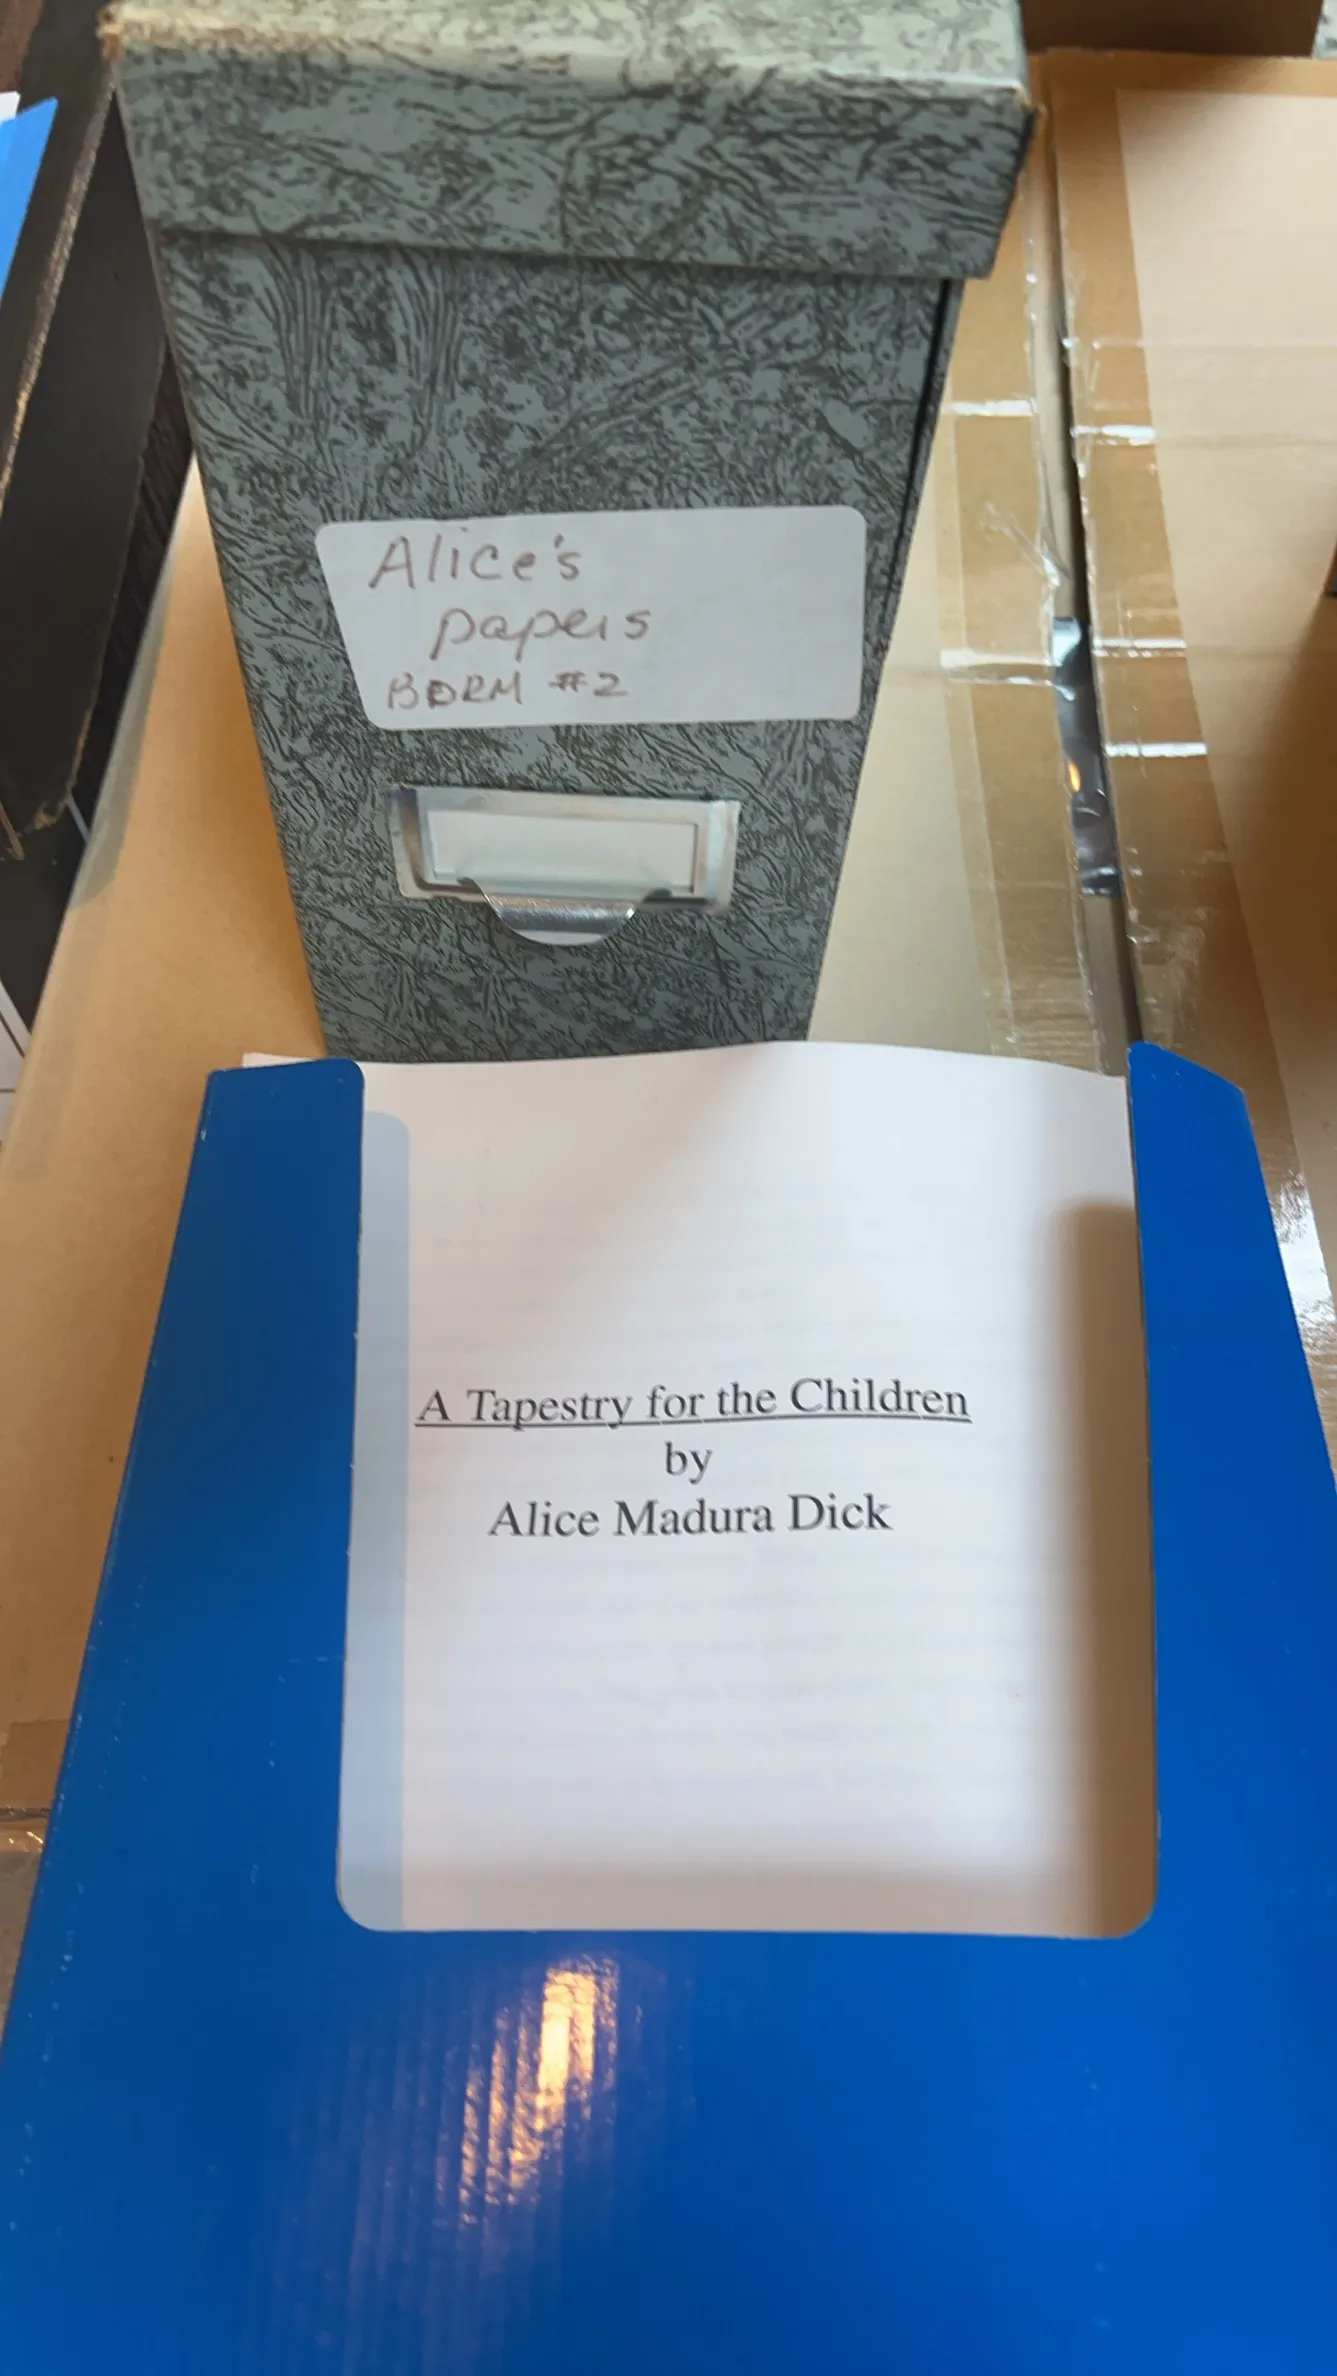 Alice's
papers
BDRM #2
A Tapestry for the Children
by
Alice Madura Dick